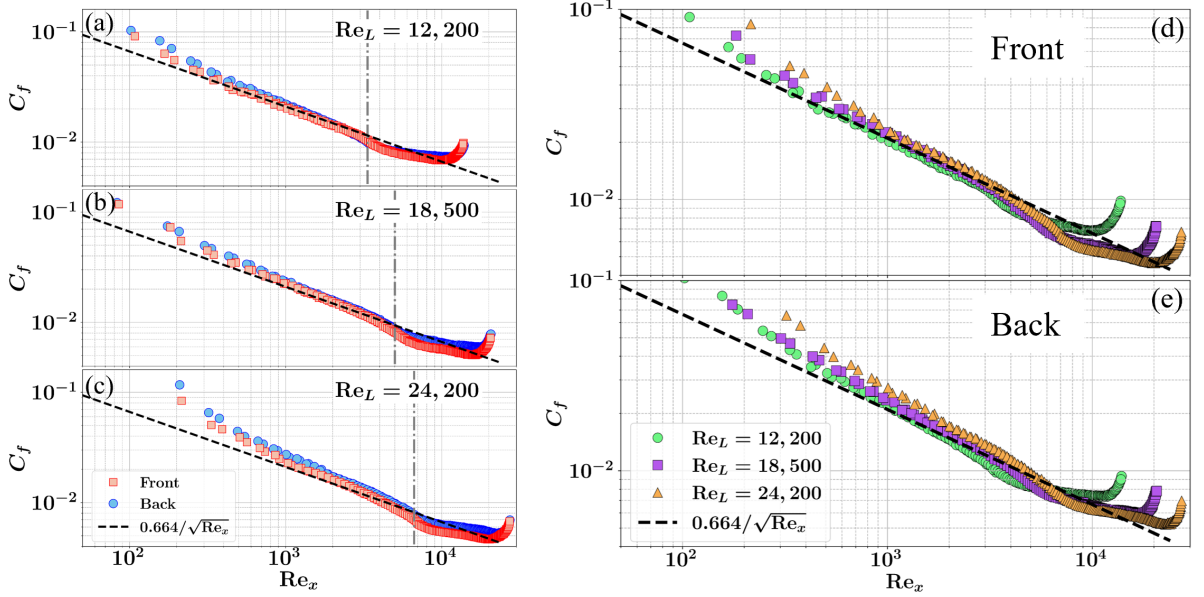 (a)
Re_L = 12,200
10^{-1}
10^{-2}
C_f
(b)
Re_L = 18,500
10^{-1}
10^{-2}
C_f
(c)
Re_L = 24,200
10^{-1}
10^{-2}
C_f
Front
Back
0.664/√Re_x
10^2
10^3
10^4
Re_x
(d)
Front
10^{-1}
10^{-2}
10^{-1}
C_f
(e)
Back
10^{-2}
C_f
Re_L = 12,200
Re_L = 18,500
Re_L = 24,200
0.664/√Re_x
10^2
10^3
10^4
Re_x